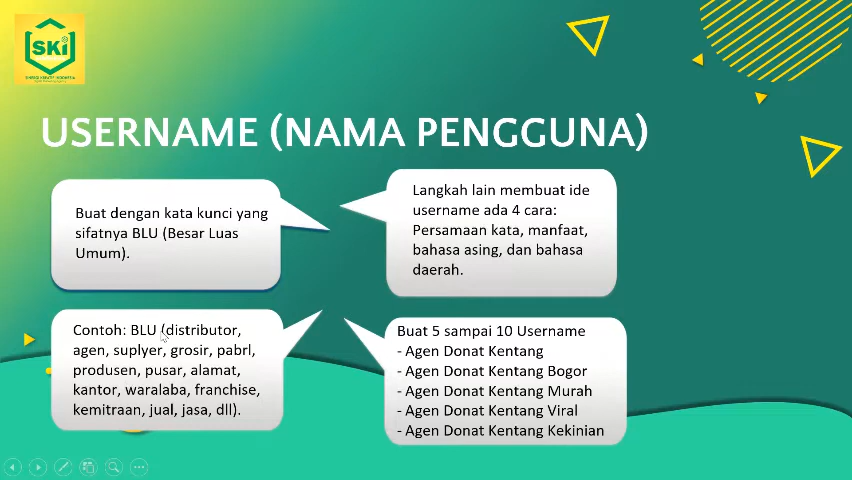 SKi
USERNAME (NAMA PENGGUNA)
Buat dengan kata kunci yang
sifatnya BLU (Besar Luas
Umum).
Langkah lain membuat ide
username ada 4 cara:
Persamaan kata, manfaat,
bahasa asing, dan bahasa
daerah.
Contoh: BLU (distributor,
agen, suplyer, grosir, pabrl,
produsen, pusar, alamat,
kantor, waralaba, franchise,
kemitraan, jual, jasa, dll).
Buat 5 sampai 10 Username
- Agen Donat Kentang
- Agen Donat Kentang Bogor
- Agen Donat Kentang Murah
- Agen Donat Kentang Viral
- Agen Donat Kentang Kekinian